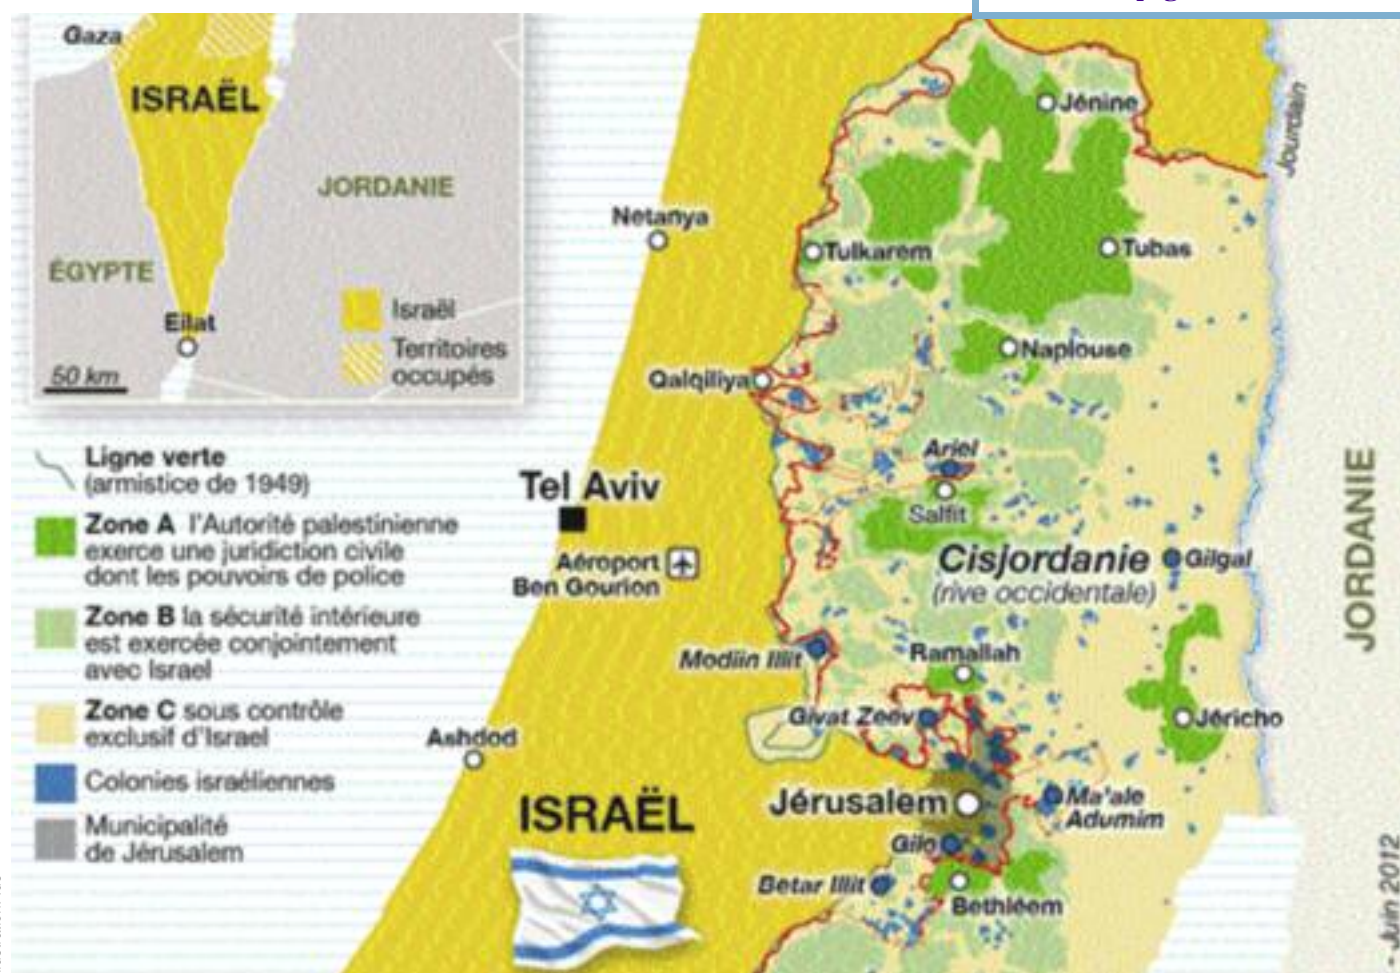 Gaza
ISRAËL
JORDANIE
ÉGYPTE
Eilat
50 km
Israël
Territoires
occupés
Ligne verte
(armistice de 1949)
Zone A l'Autorité palestinienne
exerce une juridiction civile
dont les pouvoirs de police
Zone B la sécurité intérieure
est exercée conjointement
avec Israel
Zone C sous contrôle
exclusif d'Israel
Colonies israéliennes
Municipalité
de Jérusalem
Jénine
Jourdain
Netanya
Tulkarem
Tubas
Naplouse
Qalqiliya
Ariel
Tel Aviv
Salfit
Aéroport
Ben Gourion
Cisjordanie
(rive occidentale)
Gilgal
JORDANIE
Modiin Illit
Ramallah
Givat Zeev
Jéricho
Ashdod
ISRAËL
Jérusalem
Ma'ale
Adumim
Gilo
Betar Illit
Bethléem
- Juin 2012